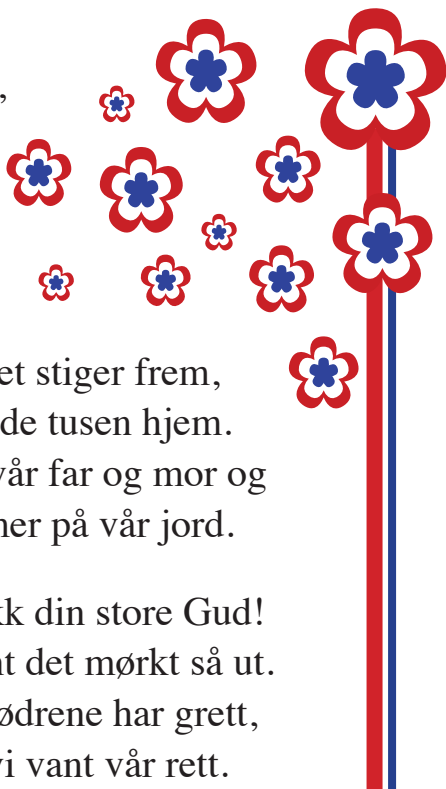 ,
et stiger frem,
de tusen hjem.
vår far og mor og
ner på vår jord.
kk din store Gud!
nt det mørkt så ut.
ødrene har grett,
vi vant vår rett.